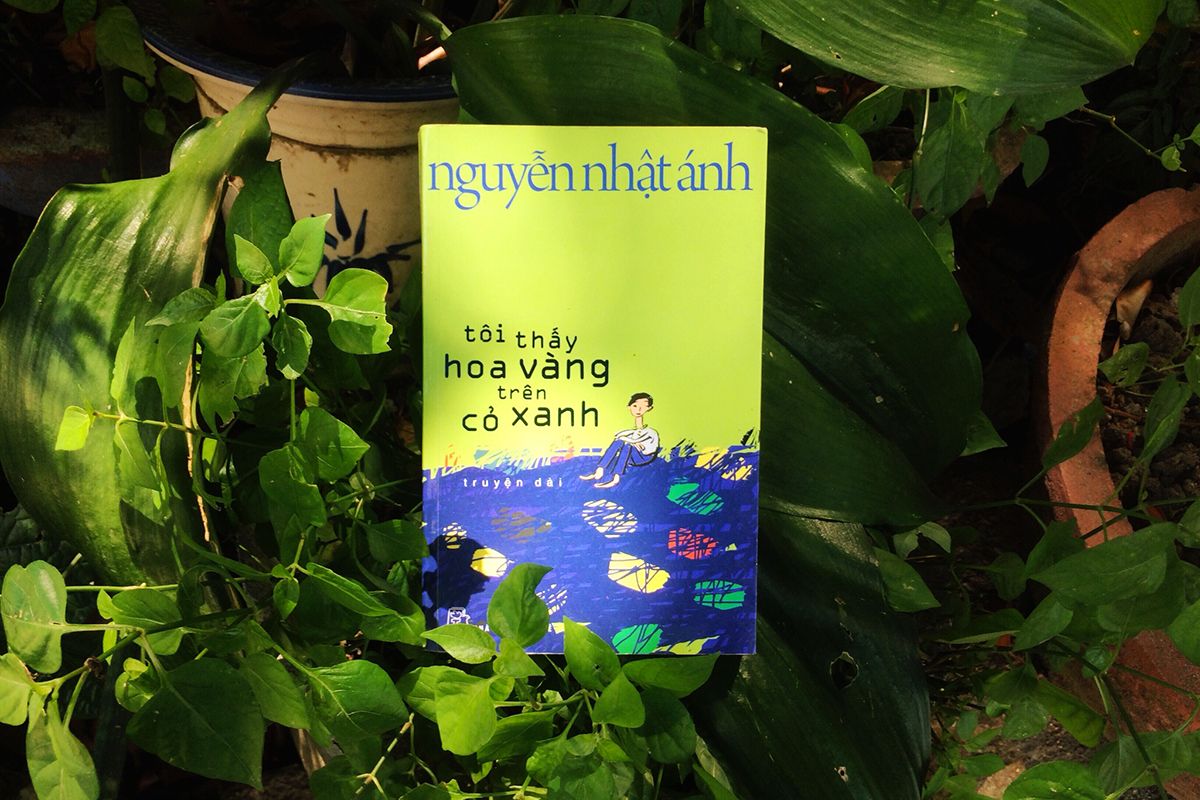 nguyễn nhật ánh
tôi thấy
hoa vàng
trên
cỏ xanh
truyện dài